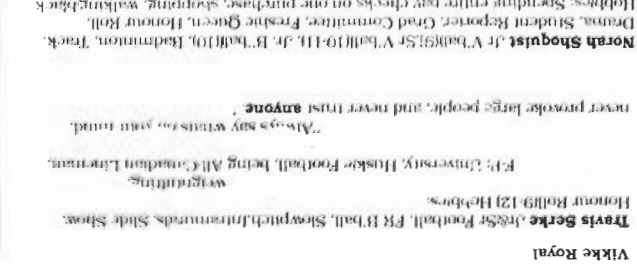 Vikke Royal
Travis Serke Jr&Sr Football, FR B'ball, Slowpitch,Intramurals, Slide Show,
Honour Roll(9-12) Hobbies:
weightlifting,
F-P: University, Huskie Football, being All Canadian Lineman.
"Always say whats on your mind,
never provoke large people, and never trust anyone."
Norah Shoquist Jr V'ball(9),Sr V'ball(10-11), Jr. B'ball(10), Badminton, Track,
Drama, Student Reporter, Grad Committee, Freshie Queen, Honour Roll.
Hobbies: Spending entire pay checks on one purchase, shopping, walking black